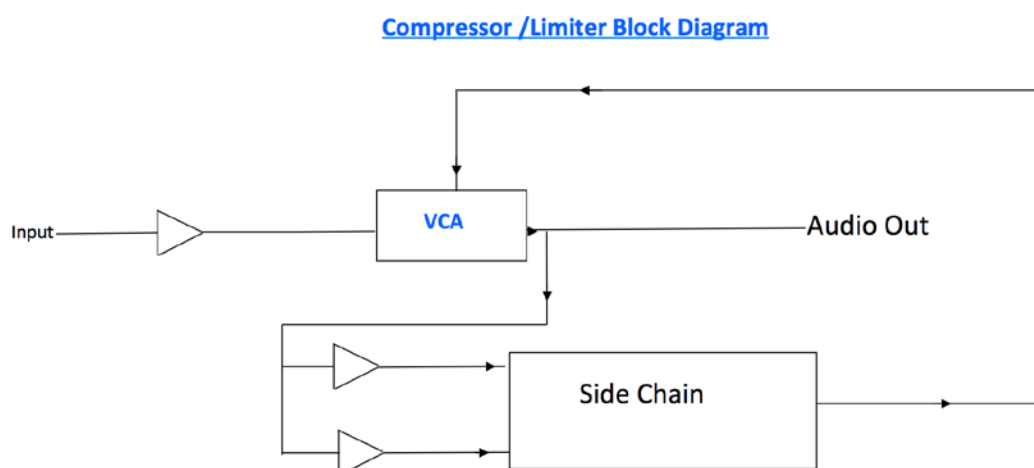 Compressor /Limiter Block Diagram
VCA
Input
Audio Out
Side Chain